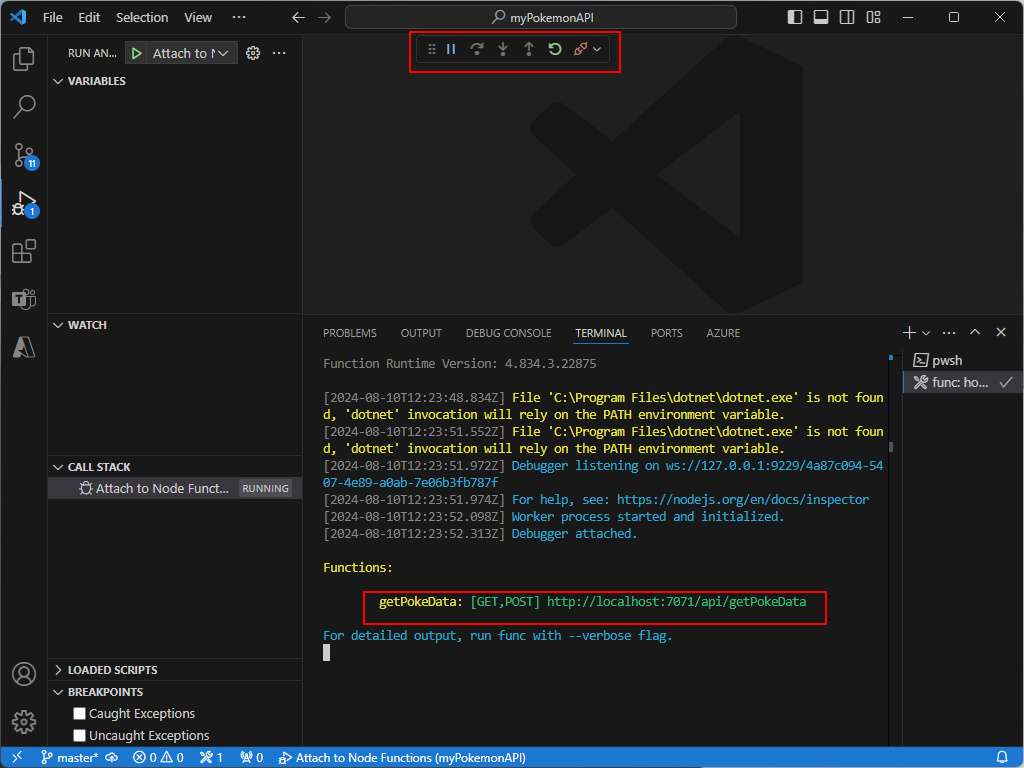 File Edit Selection View ···
myPokemonAPI
RUN AN... Attach to N
VARIABLES
11
1
WATCH
CALL STACK
Attach to Node Funct... RUNNING
LOADED SCRIPTS
BREAKPOINTS
Caught Exceptions
Uncaught Exceptions
PROBLEMS OUTPUT DEBUG CONSOLE TERMINAL PORTS AZURE
pwsh
func: ho...
Function Runtime Version: 4.834.3.22875
[2024-08-10T12:23:48.834Z] File 'C:\Program Files\dotnet\dotnet.exe' is not foun
d, 'dotnet' invocation will rely on the PATH environment variable.
[2024-08-10T12:23:51.552Z] File 'C:\Program Files\dotnet\dotnet.exe' is not foun
d, 'dotnet' invocation will rely on the PATH environment variable.
[2024-08-10T12:23:51.972Z] Debugger listening on ws://127.0.0.1:9229/4a87c094-54
07-4e89-a0ab-7e06b3fb787f
[2024-08-10T12:23:51.974Z] For help, see: https://nodejs.org/en/docs/inspector
[2024-08-10T12:23:52.098Z] Worker process started and initialized.
[2024-08-10T12:23:52.313Z] Debugger attached.
Functions:
getPokeData: [GET,POST] http://localhost:7071/api/getPokeData
For detailed output, run func with --verbose flag.
master* 0 0 1 0 Attach to Node Functions (myPokemonAPI)